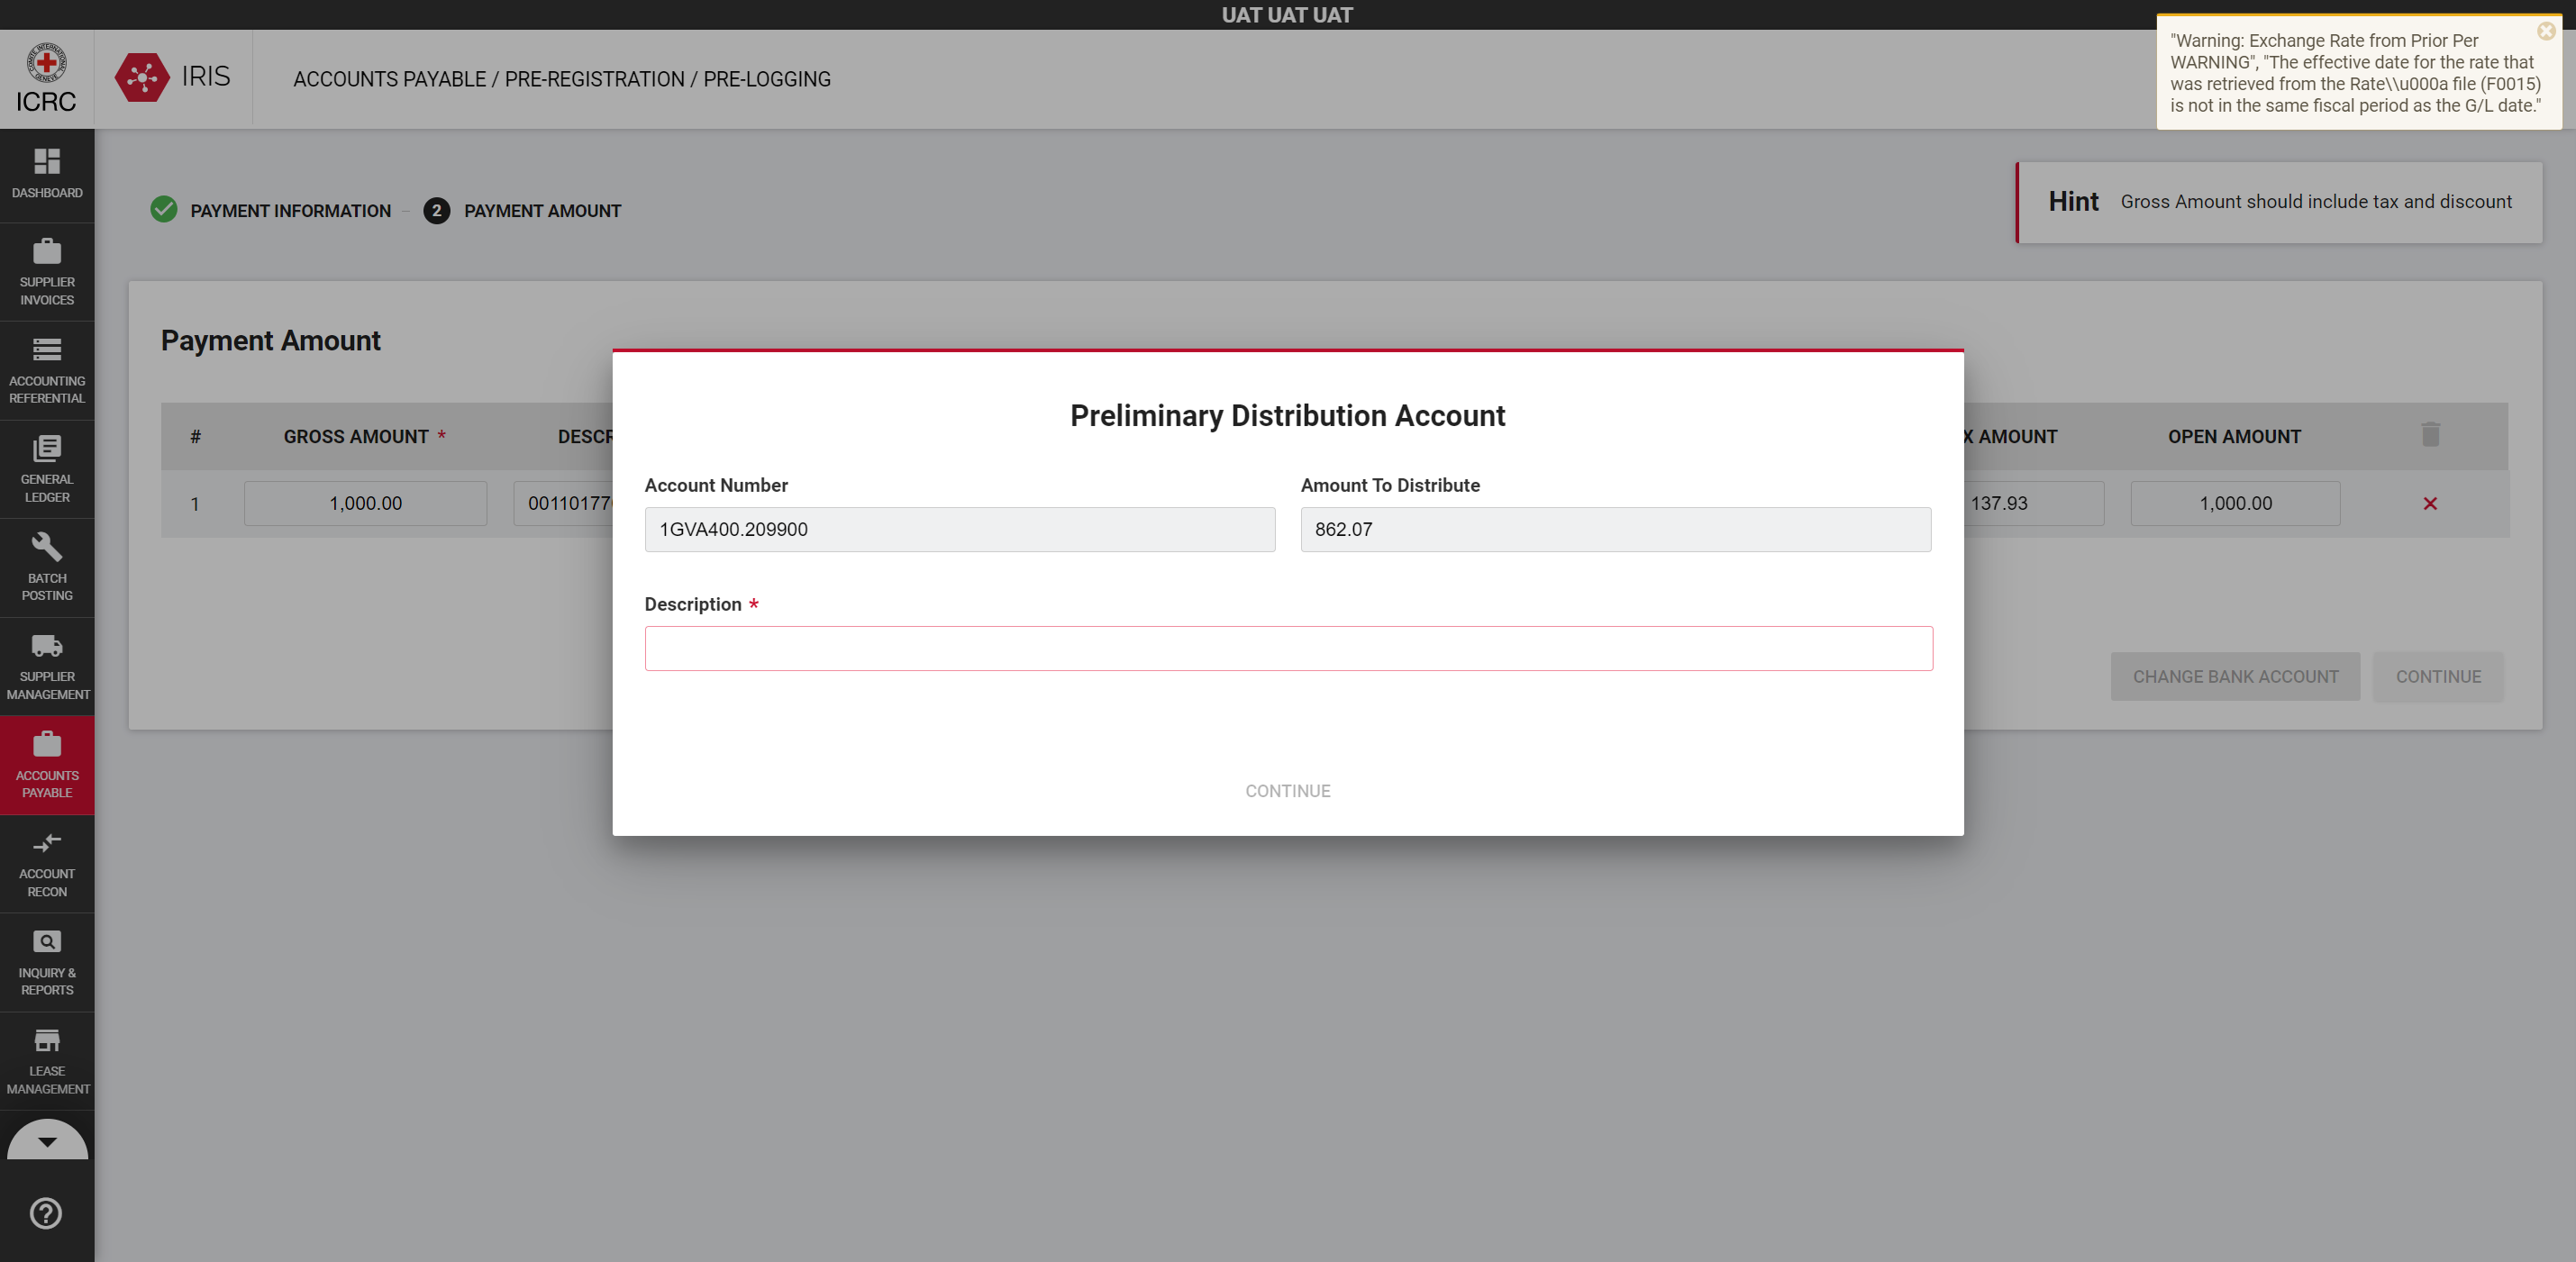 UAT UAT UAT
ICRC
IRIS
ACCOUNTS PAYABLE / PRE-REGISTRATION / PRE-LOGGING
"Warning: Exchange Rate from Prior Per
WARNING", "The effective date for the rate that
was retrieved from the Rate\\u000a file (F0015)
is not in the same fiscal period as the G/L date."
DASHBOARD
SUPPLIER
INVOICES
ACCOUNTING
REFERENTIAL
GENERAL
LEDGER
BATCH
POSTING
SUPPLIER
MANAGEMENT
ACCOUNTS
PAYABLE
ACCOUNT
RECON
INQUIRY &
REPORTS
LEASE
MANAGEMENT
PAYMENT INFORMATION
2 PAYMENT AMOUNT
Hint Gross Amount should include tax and discount
Payment Amount
# GROSS AMOUNT * DESCR X AMOUNT OPEN AMOUNT
1 1,000.00 00110177 137.93 1,000.00
CHANGE BANK ACCOUNT CONTINUE
Preliminary Distribution Account
Account Number Amount To Distribute
1GVA400.209900 862.07
Description *
CONTINUE